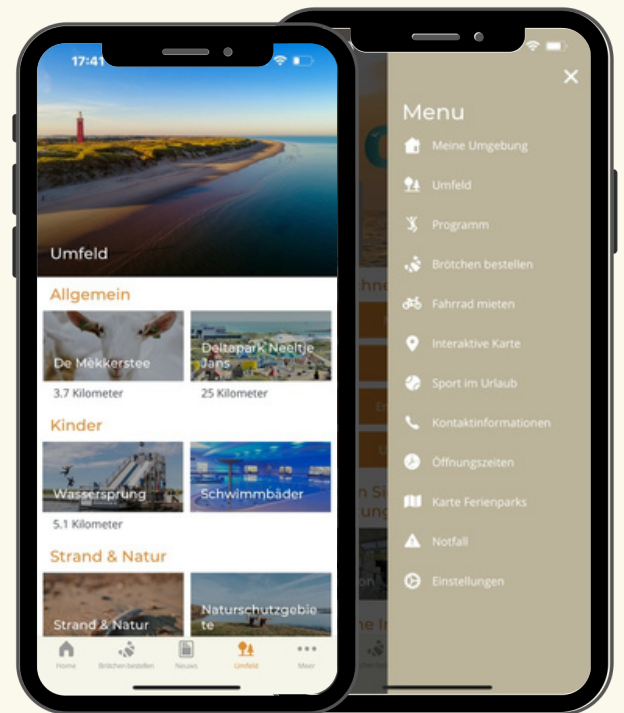 17:41
Umfeld
Allgemein
De Mèkkerstee
Deltapark Neeltje
Jans
3.7 Kilometer
25 Kilometer
Kinder
Wassersprung
Schwimmbäder
5.1 Kilometer
Strand & Natur
Strand & Natur
Naturschutzgebie
te
Home
Brötchen bestellen
Nieuws
Umfeld
Meer
Menu
Meine Umgebung
Umfeld
Programm
Brötchen bestellen
Fahrrad mieten
Interaktive Karte
Sport im Urlaub
Kontaktinformationen
Öffnungszeiten
Karte Ferienparks
Notfall
Einstellungen